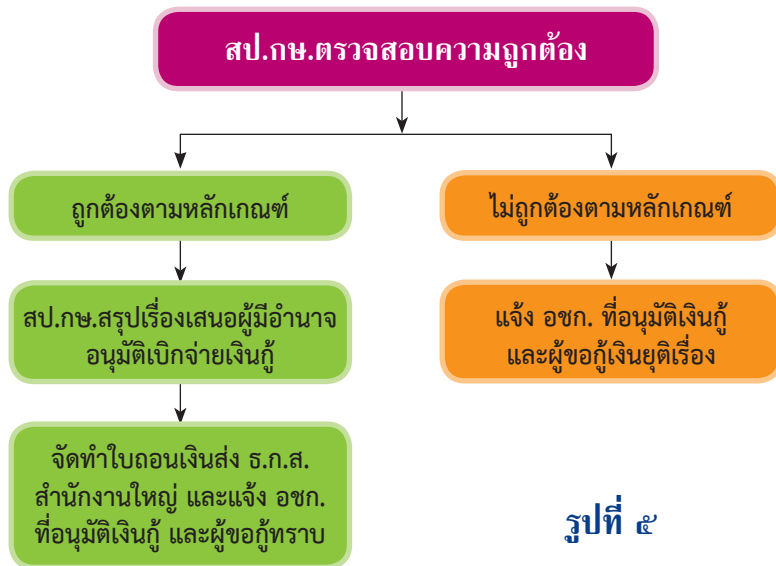 สป.กษ.ตรวจสอบความถูกต้อง
ถูกต้องตามหลักเกณฑ์
สป.กษ.สรุปเรื่องเสนอผู้มีอำนาจ
อนุมัติเบิกจ่ายเงินกู้
จัดทำใบถอนเงินส่ง ธ.ก.ส.
สำนักงานใหญ่ และแจ้ง อชก.
ที่อนุมัติเงินกู้ และผู้ขอกู้ทราบ
ไม่ถูกต้องตามหลักเกณฑ์
แจ้ง อชก. ที่อนุมัติเงินกู้
และผู้ขอกู้เงินยุติเรื่อง
รูปที่ ๕